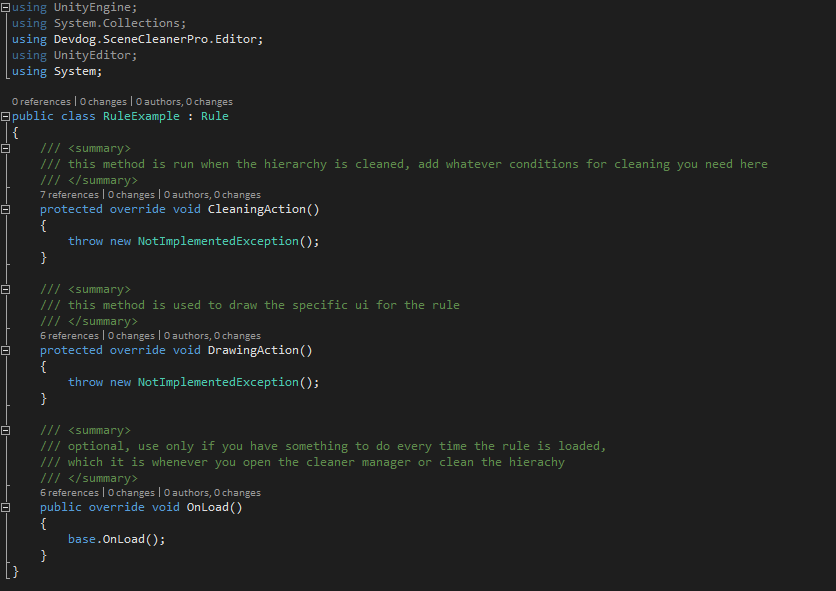 using UnityEngine;
using System.Collections;
using Devdog.SceneCleanerPro.Editor;
using UnityEditor;
using System;
0 references | 0 changes | 0 authors, 0 changes
public class RuleExample : Rule
{
/// <summary>
/// this method is run when the hierarchy is cleaned, add whatever conditions for cleaning you need here
/// </summary>
7 references | 0 changes | 0 authors, 0 changes
protected override void CleaningAction()
{
throw new NotImplementedException();
}
/// <summary>
/// this method is used to draw the specific ui for the rule
/// </summary>
6 references | 0 changes | 0 authors, 0 changes
protected override void DrawingAction()
{
throw new NotImplementedException();
}
/// <summary>
/// optional, use only if you have something to do every time the rule is loaded,
/// which it is whenever you open the cleaner manager or clean the hierachy
/// </summary>
6 references | 0 changes | 0 authors, 0 changes
public override void OnLoad()
{
base.OnLoad();
}
}